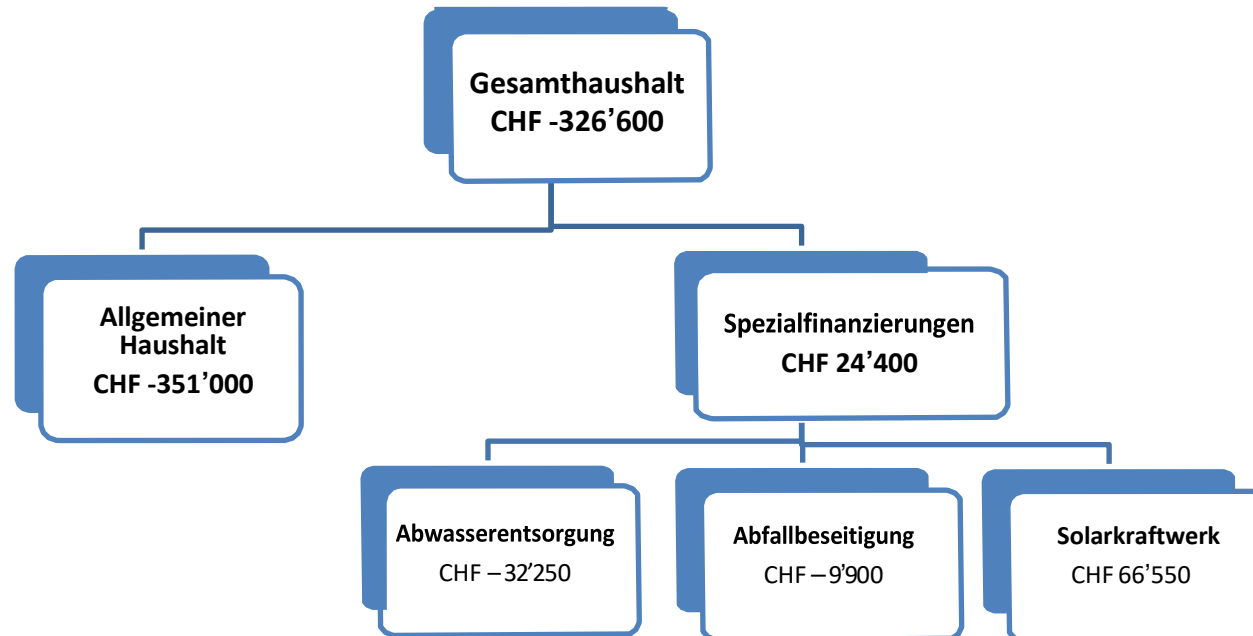 Gesamthaushalt
CHF -326’600
Allgemeiner
Haushalt
CHF -351’000
Spezialfinanzierungen
CHF 24’400
Abwasserentsorgung
CHF –32’250
Abfallbeseitigung
CHF –9’900
Solarkraftwerk
CHF 66’550